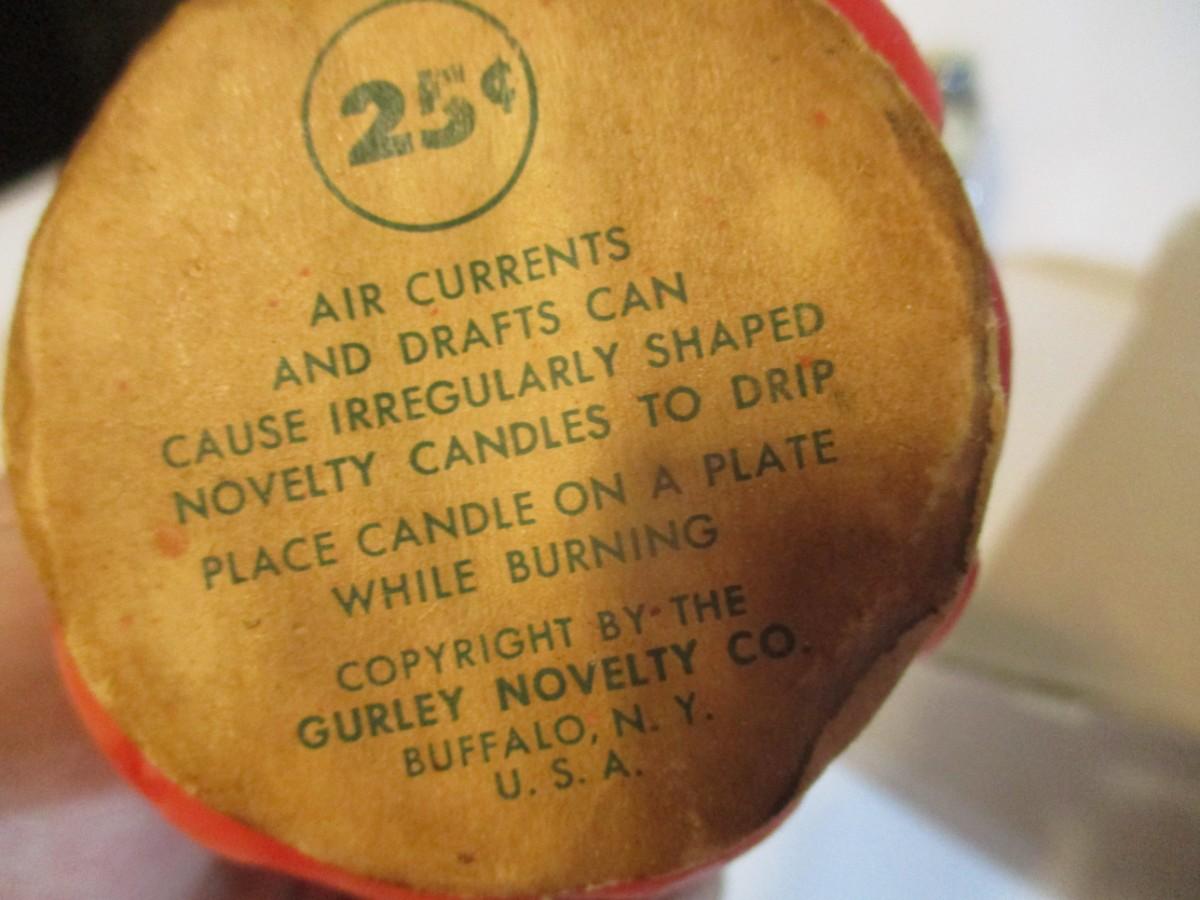 25¢
AIR CURRENTS
AND DRAFTS CAN
CAUSE IRREGULARLY SHAPED
NOVELTY CANDLES TO DRIP
PLACE CANDLE ON A PLATE
WHILE BURNING
COPYRIGHT BY THE
GURLEY NOVELTY CO.
BUFFALO, N. Y.
U. S. A.